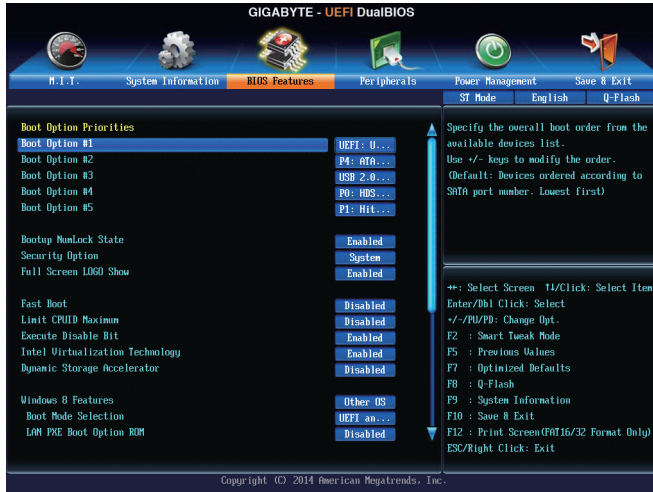 GIGABYTE - UEFI DualBIOS
M.I.T. System Information BIOS Features Peripherals Power Management Save & Exit
ST Mode English Q-Flash
Boot Option Priorities
Boot Option #1 UEFI: U...
Boot Option #2 P4: ATA...
Boot Option #3 USB 2.0...
Boot Option #4 P0: HDS...
Boot Option #5 P1: Hit...
Bootup NumLock State Enabled
Security Option System
Full Screen LOGO Show Enabled
Fast Boot Disabled
Limit CPUID Maximum Disabled
Execute Disable Bit Enabled
Intel Virtualization Technology Enabled
Dynamic Storage Accelerator Disabled
Windows 8 Features Other OS
Boot Mode Selection UEFI an...
LAN PXE Boot Option ROM Disabled
Specify the overall boot order from the
available devices list.
Use +/- keys to modify the order.
(Default: Devices ordered according to
SATA port number. Lowest first)
→←: Select Screen ↑↓/Click: Select Item
Enter/Dbl Click: Select
+/-/PU/PD: Change Opt.
F2 : Smart Tweak Mode
F5 : Previous Values
F7 : Optimized Defaults
F8 : Q-Flash
F9 : System Information
F10 : Save & Exit
F12 : Print Screen(FAT16/32 Format Only)
ESC/Right Click: Exit
Copyright (C) 2014 American Megatrends, Inc.